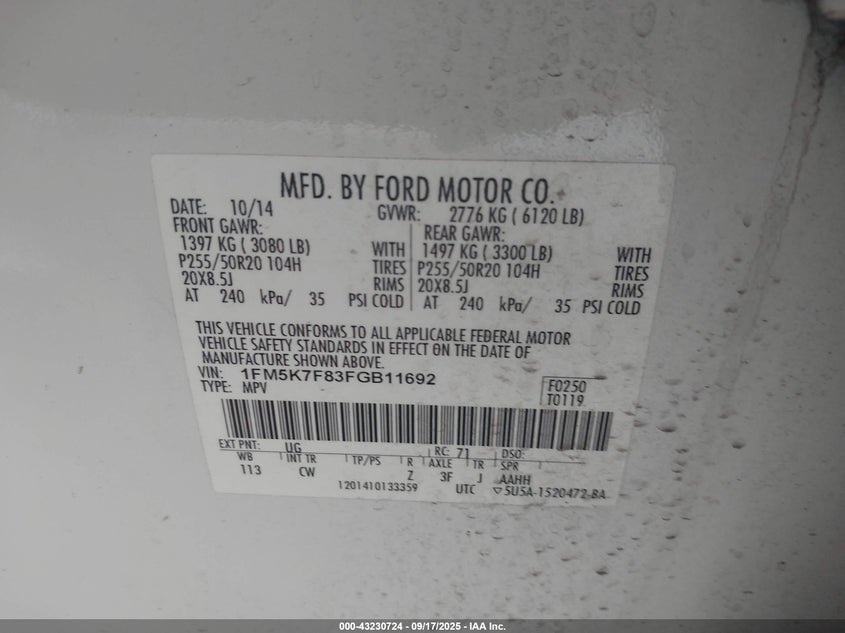 MFD. BY FORD MOTOR CO.
DATE: 10/14 GVWR: 2776 KG ( 6120 LB)
FRONT GAWR: REAR GAWR:
1397 KG ( 3080 LB) WITH 1497 KG ( 3300 LB) WITH
P255/50R20 104H TIRES P255/50R20 104H TIRES
20X8.5J RIMS 20X8.5J RIMS
AT 240 kPa/ 35 PSI COLD AT 240 kPa/ 35 PSI COLD
THIS VEHICLE CONFORMS TO ALL APPLICABLE FEDERAL MOTOR
VEHICLE SAFETY STANDARDS IN EFFECT ON THE DATE OF
MANUFACTURE SHOWN ABOVE.
VIN: 1FM5K7F83FGB11692
TYPE: MPV
F0250
T0119
EXT PNT: UG RC: 71 DSO:
WB INT TR TP/PS R AXLE TR SPR
113 CW Z 3F J AAHH
1201410133359 UTC ▽5U5A-1520472-BA
000-43230724 - 09/17/2025 - IAA Inc.